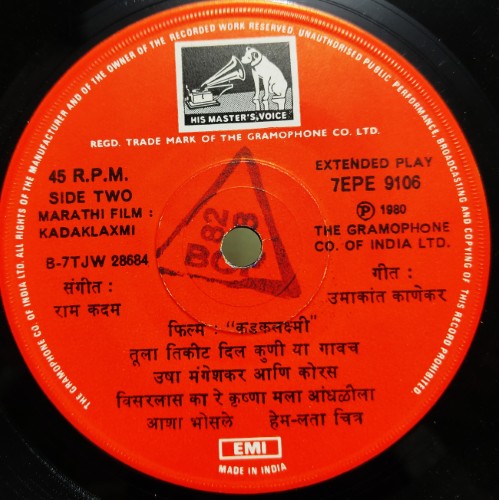 ALL RIGHTS OF THE MANUFACTURER AND OF THE OWNER OF THE RECORDED WORK RESERVED. UNAUTHORISED PUBLIC PERFORMANCE, BROADCASTING AND COPYING OF THIS RECORD PROHIBITED
THE GRAMOPHONE CO. OF INDIA LTD.
HIS MASTER'S VOICE
REGD. TRADE MARK OF THE GRAMOPHONE CO. LTD.
45 R.P.M.
SIDE TWO
MARATHI FILM :
KADAKLAXMI
B-7TJW 28684
EXTENDED PLAY
7EPE 9106
Ⓟ 1980
THE GRAMOPHONE
CO. OF INDIA LTD.
संगीत :
राम कदम
गीत :
उमाकांत काणेकर
फिल्म : "कडकलक्ष्मी"
तूला तिकीट दिल कुणी या गावच
उषा मंगेशकर आणि कोरस
विसरलास का रे कृष्णा मला आंधळीला
आशा भोसले हेम-लता चित्र
EMI
MADE IN INDIA